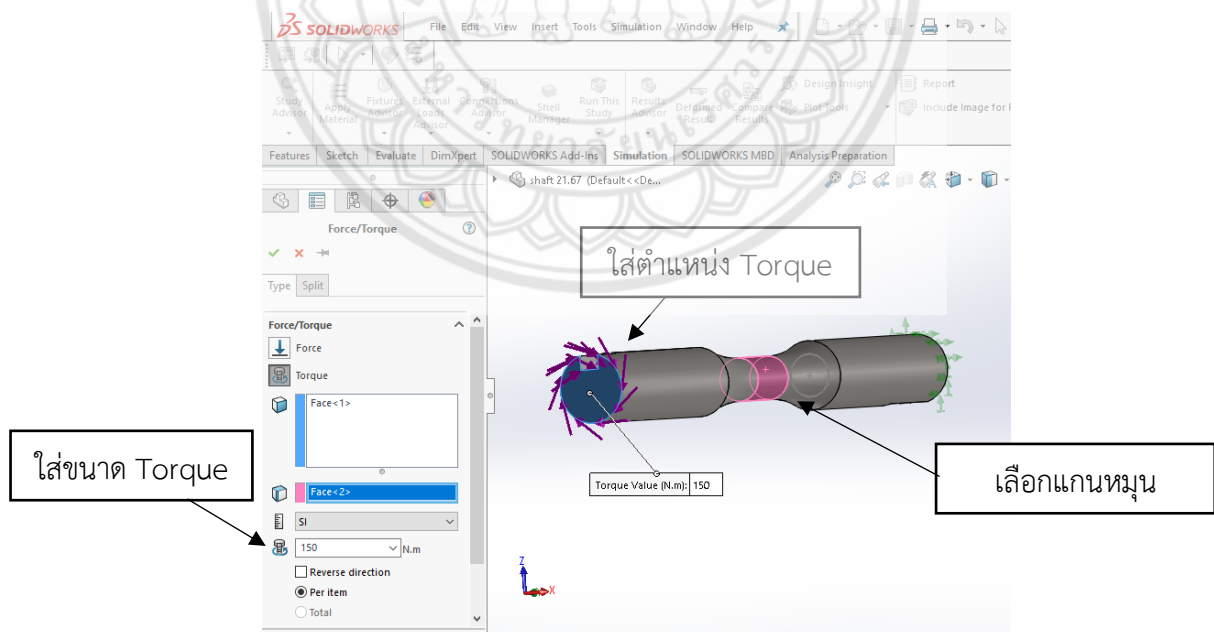 SOLIDWORKS File Edit View Insert Tools Simulation Window Help
Study Advisor
Apply Material
Fixtures Advisor
External Loads Advisor
Connections Advisor
Shell Manager
Run This Study
Results Advisor
Deformed Result
Compare Results
Design Insight
Plot Tools
Report
Include Image for
วลัย
Features Sketch Evaluate DimXpert SOLIDWORKS Add-Ins Simulation SOLIDWORKS MBD Analysis Preparation
shaft 21.67 (Default<<De...
Force/Torque
Type Split
Force/Torque
Force
Torque
Face<1>
Face<2>
SI
150 N.m
Reverse direction
Per item
Total
ใส่ตำแหน่ง Torque
ใส่ขนาด Torque
เลือกแกนหมุน
Torque Value (N.m): 150
Z
X